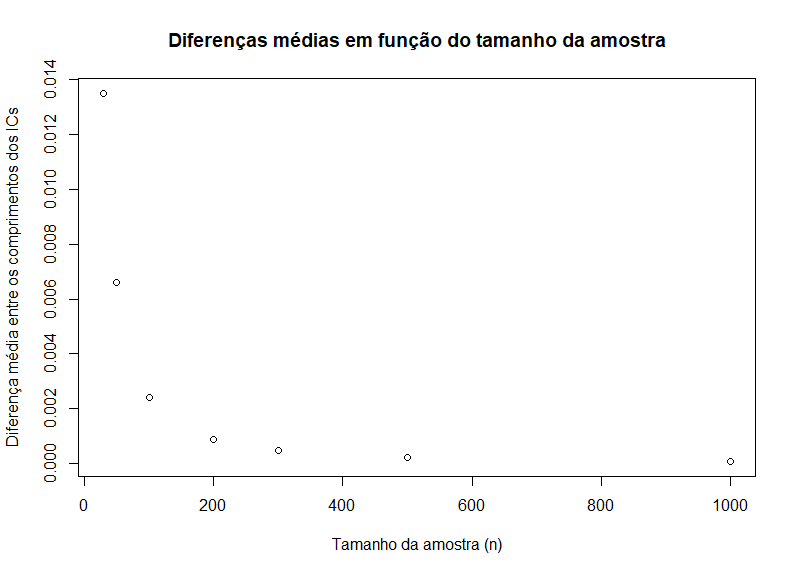 Diferenças médias em função do tamanho da amostra
Diferença média entre os comprimentos dos ICs
0.014
0.012
0.010
0.008
0.006
0.004
0.002
0.000
0 200 400 600 800 1000
Tamanho da amostra (n)